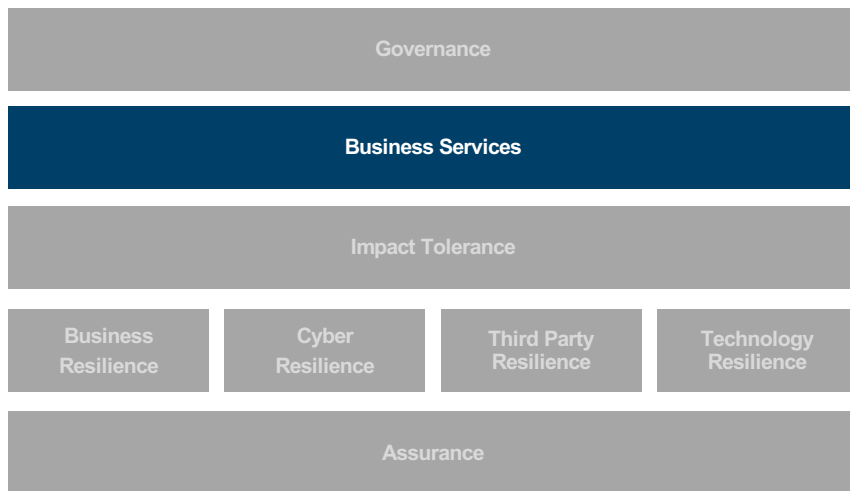 Governance
Business Services
Impact Tolerance
Business
Resilience
Cyber
Resilience
Third Party
Resilience
Technology
Resilience
Assurance